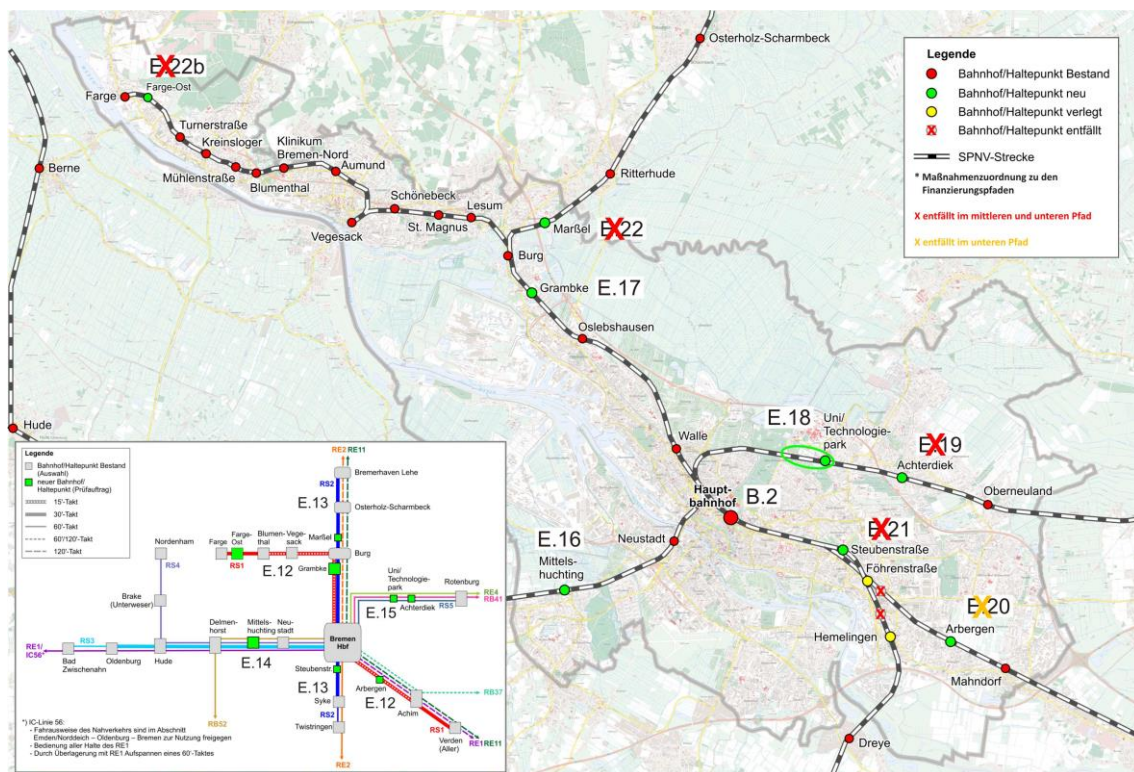 E.22b
Farge-Ost
Farge
Turnerstraße
Kreinsloger
Mühlenstraße
Blumenthal
Klinikum
Bremen-Nord
Aumund
Schönebeck
St. Magnus
Lesum
Vegesack
Burg
Berne
Hude
Osterholz-Scharmbeck
Ritterhude
Marßel
E.22
Grambke
E.17
Oslebshausen
Walle
Haupt-
bahnhof
B.2
Neustadt
E.16
Mittels-
huchting
E.18
Uni/
Technologie-
park
E.19
Achterdiek
Oberneuland
E.21
Steubenstraße
Föhrenstraße
E.20
Arbergen
Hemelingen
Mahndorf
Dreye
Legende
Bahnhof/Haltepunkt Bestand
Bahnhof/Haltepunkt neu
Bahnhof/Haltepunkt verlegt
Bahnhof/Haltepunkt entfällt
SPNV-Strecke
* Maßnahmenzuordnung zu den
Finanzierungspfaden
X entfällt im mittleren und unteren Pfad
X entfällt im unteren Pfad
Legende
Bahnhof/Haltepunkt Bestand
(Auswahl)
neuer Bahnhof/
Haltepunkt (Prüfauftrag)
15'-Takt
30'-Takt
60'-Takt
60'/120'-Takt
120'-Takt
RE2 RE11
RS2
Bremerhaven Lehe
E.13
Osterholz-Scharmbeck
Marßel
Burg
Grambke
Nordenham
RS4
Farge
Farge-
Ost
Blumen-
thal
Vege-
sack
RS1
E.12
Brake
(Unterweser)
Uni/
Technologie-
park
Achterdiek
Rotenburg
RE4
RB41
RS5
E.15
Delmen-
horst
Mittels-
huchting
Neu-
stadt
Bremen
Hbf
RS3
RE1/
IC56*
Bad
Zwischenahn
Oldenburg
Hude
E.14
RB52
Steubenstr.
E.13
Syke
RS2
Twistringen
RE2
Arbergen
E.12
Achim
RB37
RS1
Verden
(Aller)
RE1 RE11
*) IC-Linie 56:
- Fahrausweise des Nahverkehrs sind im Abschnitt
Emden/Norddeich – Oldenburg – Bremen zur Nutzung freigegen
- Bedienung aller Halte des RE1
- Durch Überlagerung mit RE1 Aufspannen eines 60'-Taktes